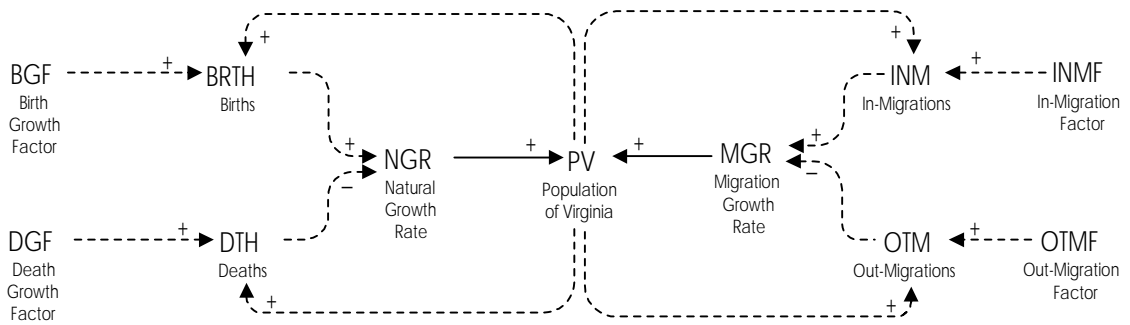 +
+
BGF
+
BRTH
INM
+
INMF
Birth
Growth
Factor
Births
In-Migrations
In-Migration
Factor
+
+
NGR
+
PV
+
MGR
−
−
Natural
Growth
Rate
Population
of Virginia
Migration
Growth
Rate
DGF
+
DTH
OTM
+
OTMF
Death
Growth
Factor
Deaths
Out-Migrations
Out-Migration
Factor
+
+